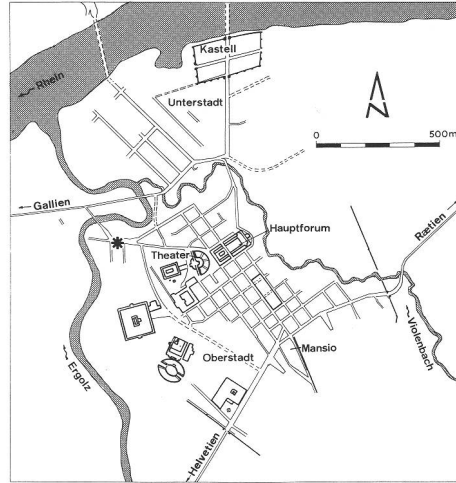 Kastell
Rhein
Unterstadt
N
0 500m
Gallien
Hauptforum
Rætien
Theater
Mansio
Oberstadt
Violenbach
Ergolz
Helvetien